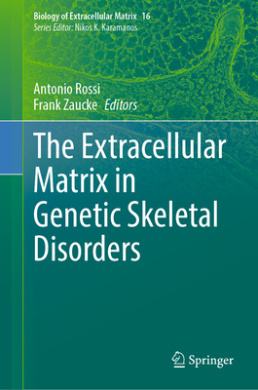 Biology of Extracellular Matrix 16
Series Editor: Nikos K. Karamanos
Antonio Rossi
Frank Zaucke Editors
The Extracellular
Matrix in
Genetic Skeletal
Disorders
Springer